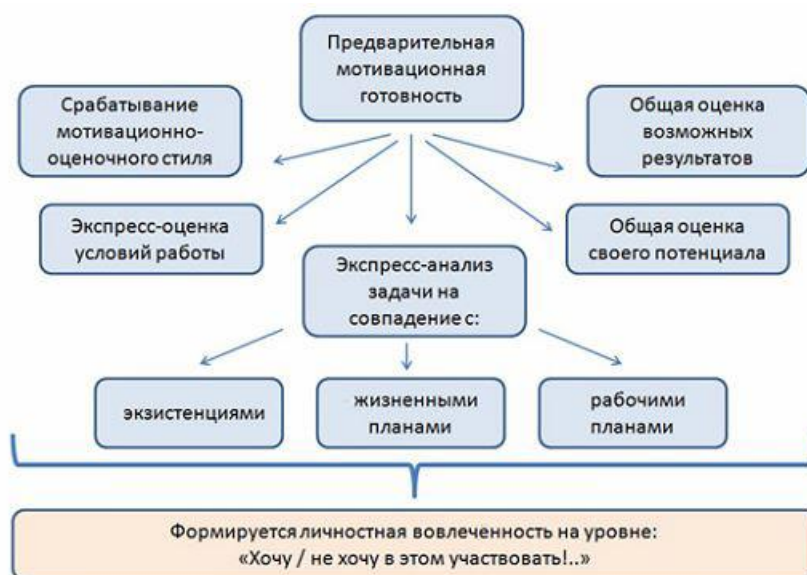 Предварительная
мотивационная
готовность
Срабатывание
мотивационно-
оценочного стиля
Общая оценка
возможных
результатов
Экспресс-оценка
условий работы
Общая оценка
своего потенциала
Экспресс-анализ
задачи на
совпадение с:
экзистенциями
жизненными
планами
рабочими
планами
Формируется личностная вовлеченность на уровне:
«Хочу / не хочу в этом участвовать!..»